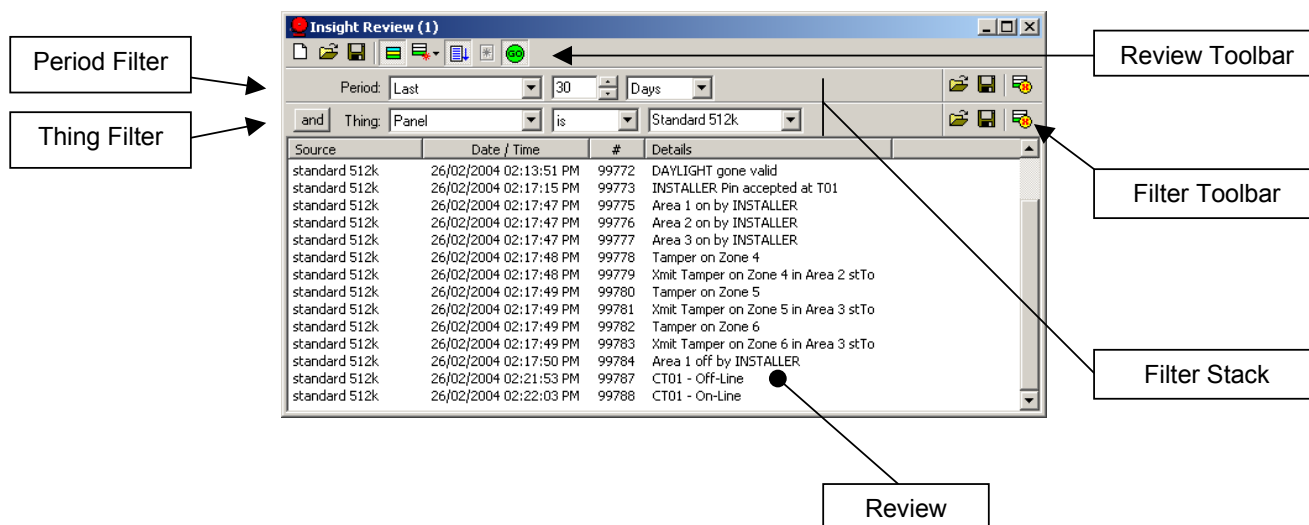 Insight Review (1)
GO
Period Filter
Review Toolbar
Period: Last 30 Days
Thing Filter
and Thing: Panel is Standard 512k
Source Date / Time # Details
standard 512k 26/02/2004 02:13:51 PM 99772 DAYLIGHT gone valid
standard 512k 26/02/2004 02:17:15 PM 99773 INSTALLER Pin accepted at T01
standard 512k 26/02/2004 02:17:47 PM 99775 Area 1 on by INSTALLER
standard 512k 26/02/2004 02:17:47 PM 99776 Area 2 on by INSTALLER
standard 512k 26/02/2004 02:17:47 PM 99777 Area 3 on by INSTALLER
standard 512k 26/02/2004 02:17:48 PM 99778 Tamper on Zone 4
standard 512k 26/02/2004 02:17:48 PM 99779 Xmit Tamper on Zone 4 in Area 2 stTo
standard 512k 26/02/2004 02:17:49 PM 99780 Tamper on Zone 5
standard 512k 26/02/2004 02:17:49 PM 99781 Xmit Tamper on Zone 5 in Area 3 stTo
standard 512k 26/02/2004 02:17:49 PM 99782 Tamper on Zone 6
standard 512k 26/02/2004 02:17:49 PM 99783 Xmit Tamper on Zone 6 in Area 3 stTo
standard 512k 26/02/2004 02:17:50 PM 99784 Area 1 off by INSTALLER
standard 512k 26/02/2004 02:21:53 PM 99787 CT01 - Off-Line
standard 512k 26/02/2004 02:22:03 PM 99788 CT01 - On-Line
Filter Toolbar
Filter Stack
Review